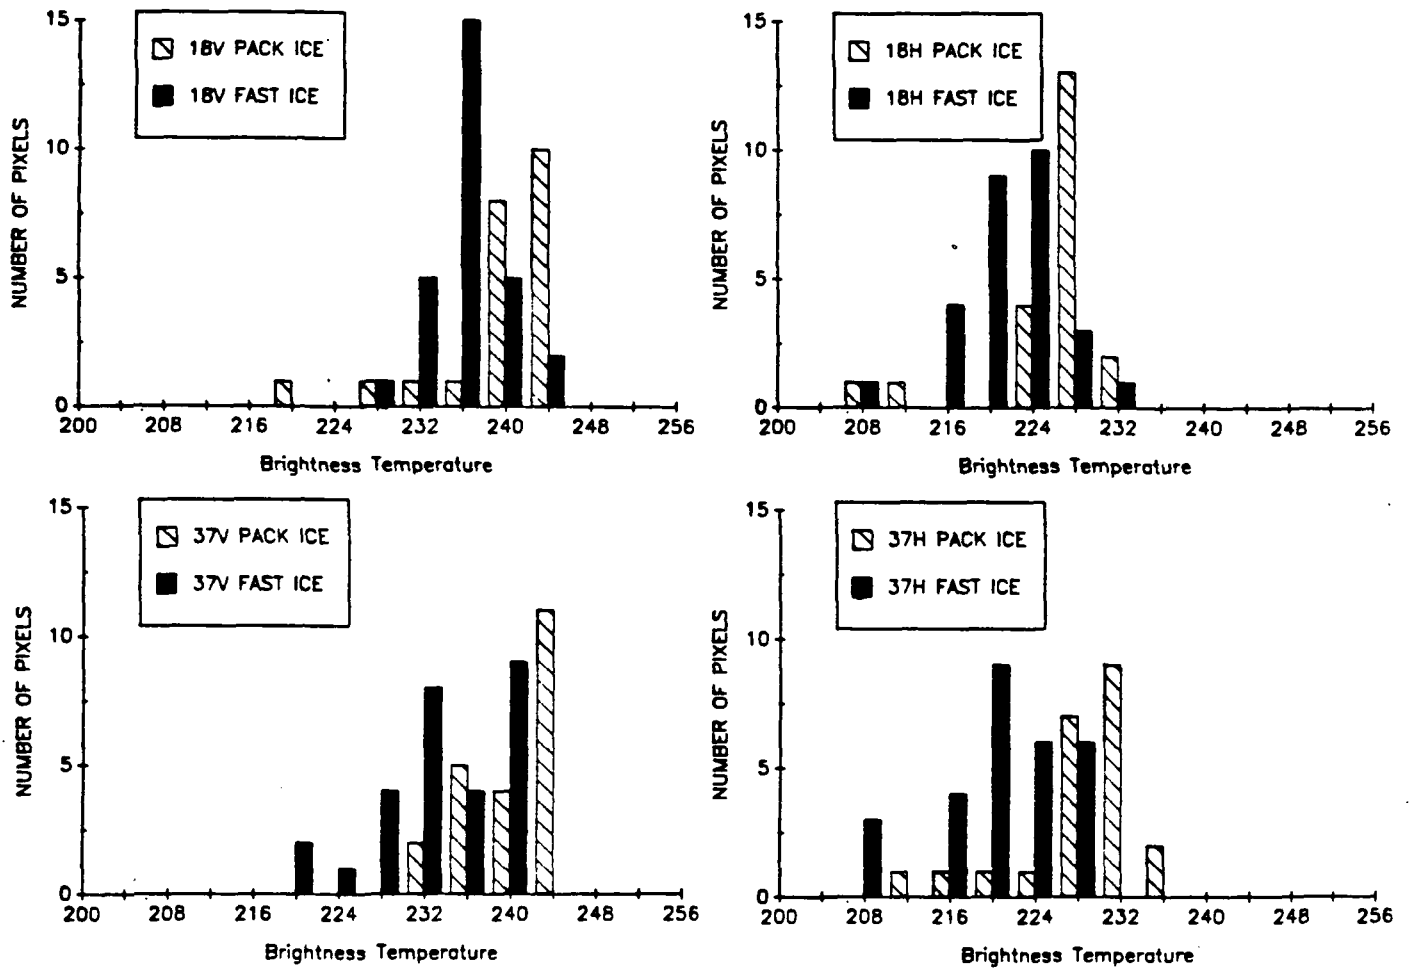 18V PACK ICE
18V FAST ICE
NUMBER OF PIXELS
15
10
5
0
200 208 216 224 232 240 248 256
Brightness Temperature
18H PACK ICE
18H FAST ICE
NUMBER OF PIXELS
15
10
5
0
200 208 216 224 232 240 248 256
Brightness Temperature
37V PACK ICE
37V FAST ICE
NUMBER OF PIXELS
15
10
5
0
200 208 216 224 232 240 248 256
Brightness Temperature
37H PACK ICE
37H FAST ICE
NUMBER OF PIXELS
15
10
5
0
200 208 216 224 232 240 248 256
Brightness Temperature